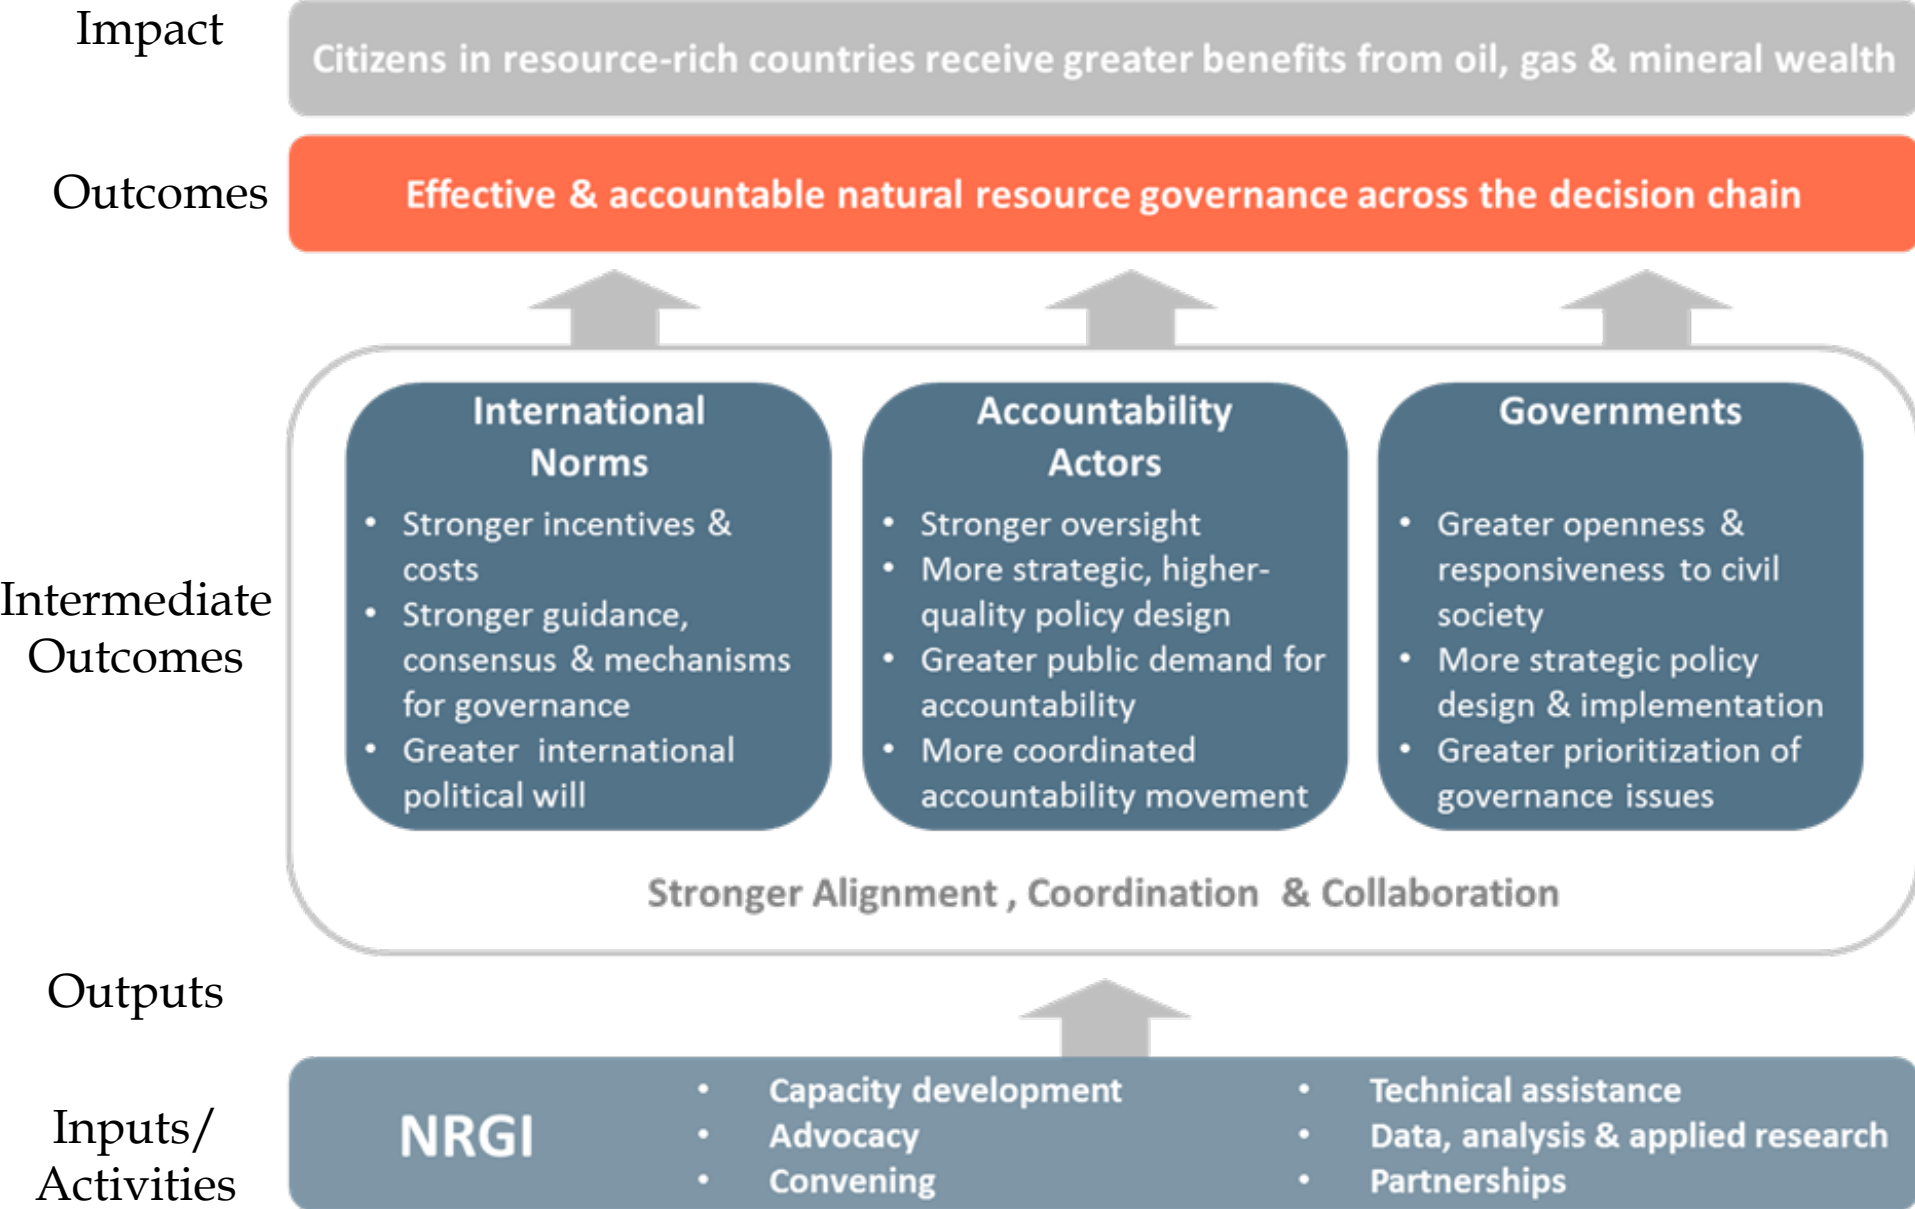 Impact
Citizens in resource-rich countries receive greater benefits from oil, gas & mineral wealth
Outcomes
Effective & accountable natural resource governance across the decision chain
Intermediate
Outcomes
International
Norms
• Stronger incentives &
costs
• Stronger guidance,
consensus & mechanisms
for governance
• Greater international
political will
Accountability
Actors
• Stronger oversight
• More strategic, higher-
quality policy design
• Greater public demand for
accountability
• More coordinated
accountability movement
Governments
• Greater openness &
responsiveness to civil
society
• More strategic policy
design & implementation
• Greater prioritization of
governance issues
Stronger Alignment , Coordination & Collaboration
Outputs
Inputs/
Activities
NRGI
• Capacity development
• Advocacy
• Convening
• Technical assistance
• Data, analysis & applied research
• Partnerships